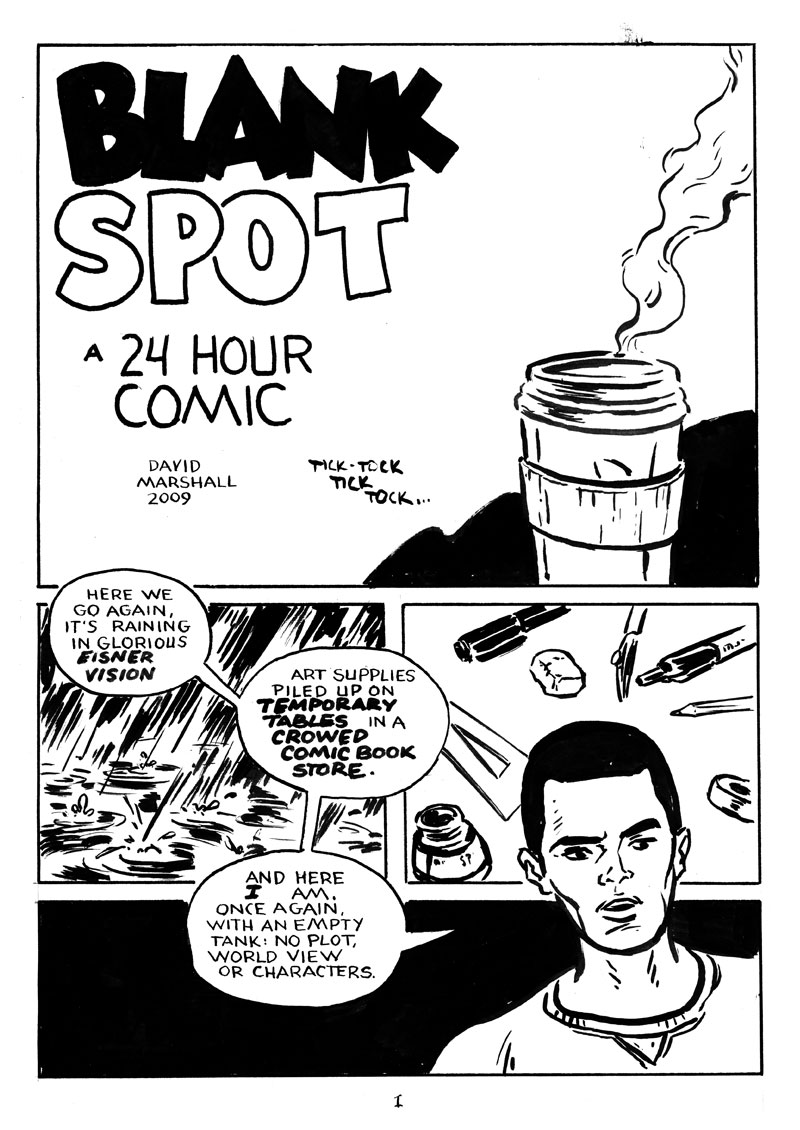 BLANK
SPOT
A 24 HOUR
COMIC
DAVID
MARSHALL
2009
TICK-TOCK
TICK
TOCK...
HERE WE
GO AGAIN,
IT'S RAINING
IN GLORIOUS
EISNER
VISION
ART SUPPLIES
PILED UP ON
TEMPORARY
TABLES IN A
CROWED
COMIC BOOK
STORE.
AND HERE
I AM.
ONCE AGAIN,
WITH AN EMPTY
TANK: NO PLOT,
WORLD VIEW
OR CHARACTERS.
1